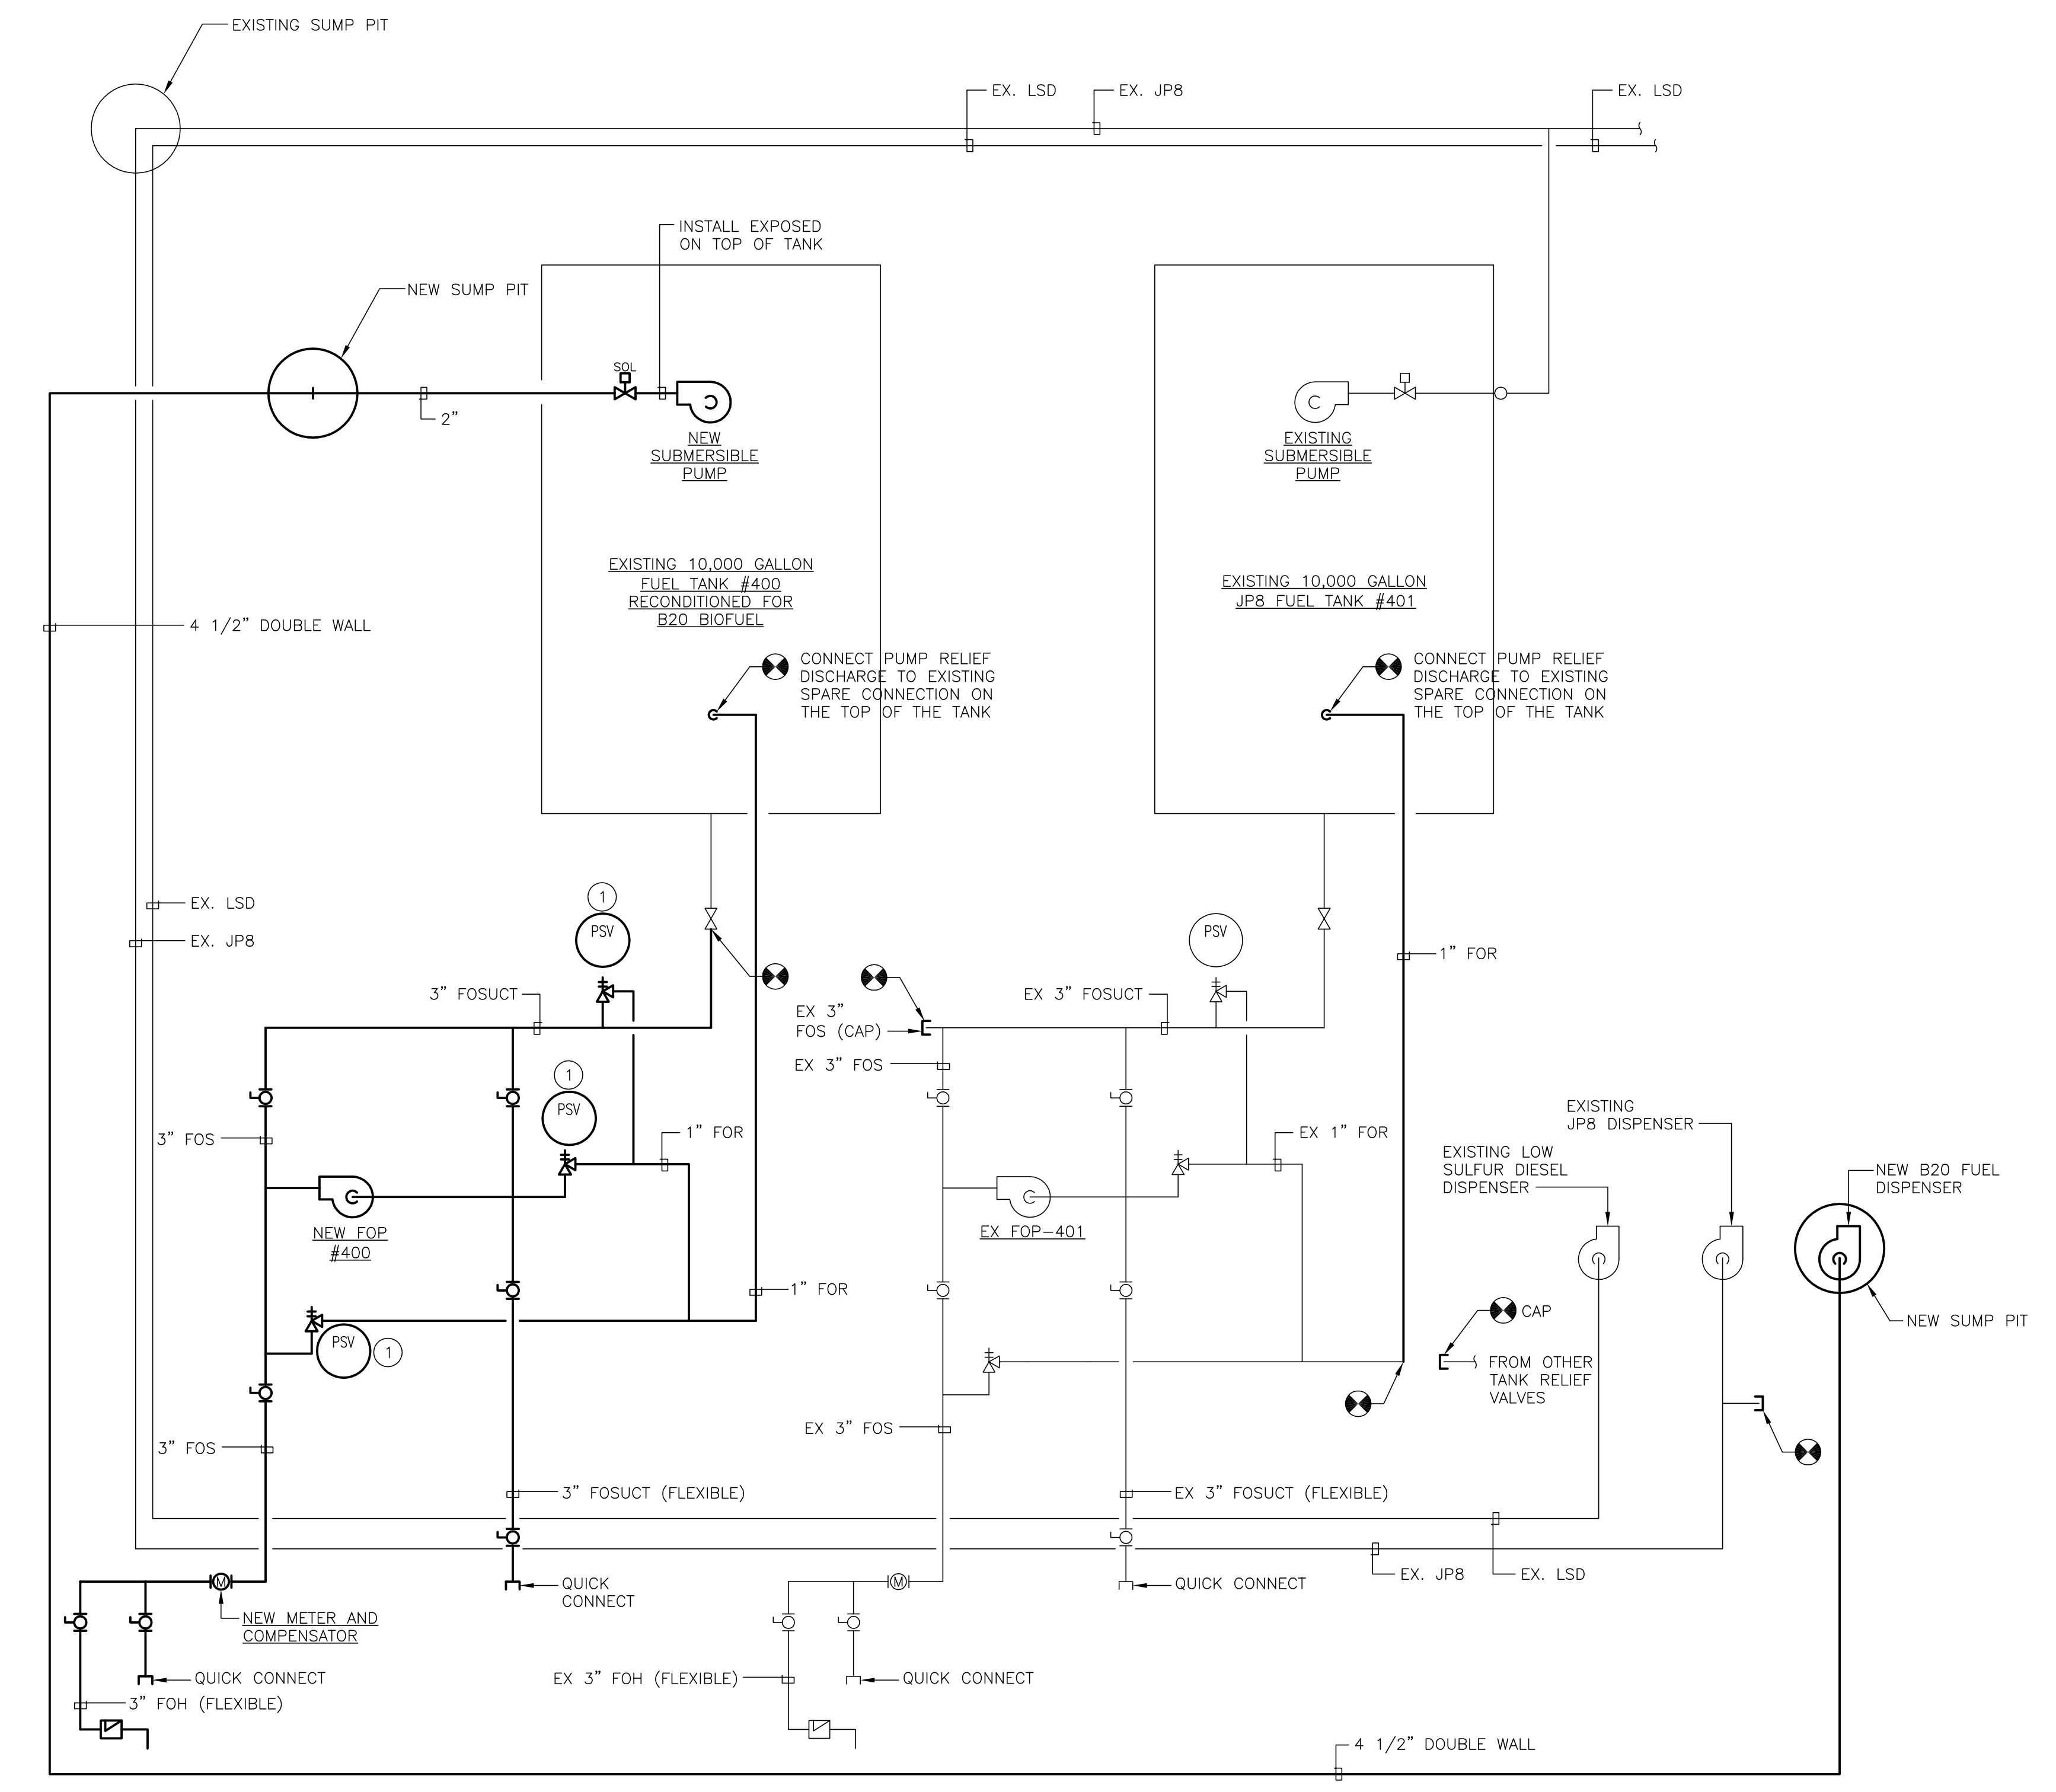 EXISTING SUMP PIT
EX. LSD
EX. JP8
EX. LSD
INSTALL EXPOSED
ON TOP OF TANK
NEW SUMP PIT
SOL
2”
NEW
SUBMERSIBLE
PUMP
EXISTING
SUBMERSIBLE
PUMP
EXISTING 10,000 GALLON
FUEL TANK #400
RECONDITIONED FOR
B20 BIOFUEL
EXISTING 10,000 GALLON
JP8 FUEL TANK #401
4 1/2” DOUBLE WALL
CONNECT PUMP RELIEF
DISCHARGE TO EXISTING
SPARE CONNECTION ON
THE TOP OF THE TANK
CONNECT PUMP RELIEF
DISCHARGE TO EXISTING
SPARE CONNECTION ON
THE TOP OF THE TANK
EX. LSD
EX. JP8
1
PSV
PSV
1” FOR
3” FOSUCT
EX 3”
FOS (CAP)
EX 3” FOSUCT
EX 3” FOS
1
PSV
3” FOS
1” FOR
EX 1” FOR
EXISTING
JP8 DISPENSER
EXISTING LOW
SULFUR DIESEL
DISPENSER
NEW B20 FUEL
DISPENSER
NEW FOP
#400
EX FOP-401
1” FOR
PSV
1
CAP
NEW SUMP PIT
FROM OTHER
TANK RELIEF
VALVES
3” FOS
EX 3” FOS
3” FOSUCT (FLEXIBLE)
EX 3” FOSUCT (FLEXIBLE)
EX. JP8
EX. LSD
M
M
QUICK
CONNECT
QUICK CONNECT
NEW METER AND
COMPENSATOR
QUICK CONNECT
3” FOH (FLEXIBLE)
EX 3” FOH (FLEXIBLE)
QUICK CONNECT
4 1/2” DOUBLE WALL